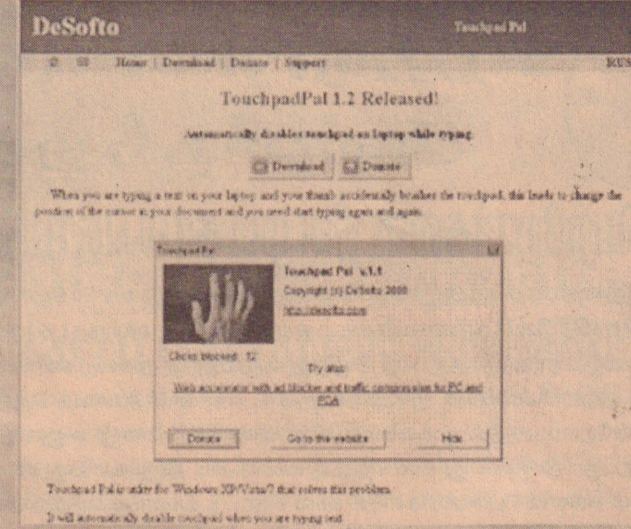 DeSofto
Touchpad Pal
Home | Download | Donate | Support
RUS
TouchpadPal 1.2 Released!
Automatically disables touchpad on laptop while typing
Download Donate
When you are typing a text on your laptop and your thumb accidentally brushes the touchpad, this leads to change the
position of the cursor in your document and you need start typing again and again.
Touchpad Pal
Touchpad Pal v.1.1
Copyright (c) DeSofto
http://desofto.com
Clicks blocked: 12
Try also:
Web accelerator with ad blocker and traffic compression for PC and
PDA
Donate Go to the website Hide
Touchpad Pal is utility for Windows XP/Vista/7 that solves this problem.
It will automatically disable touchpad when you are typing text